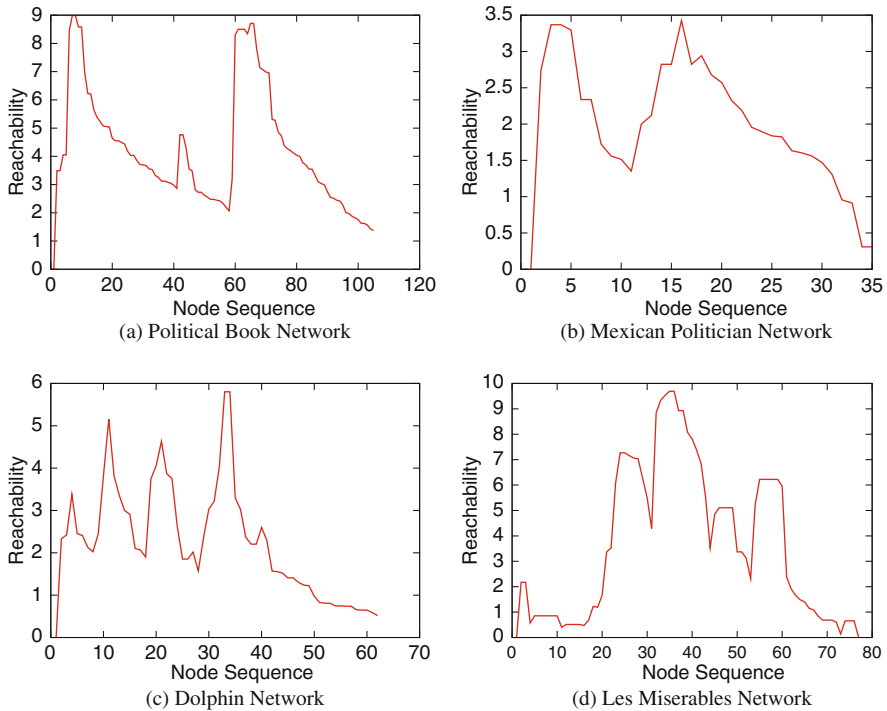 9
8
7
6
5
4
3
2
1
0
Reachability
0 20 40 60 80 100 120
Node Sequence
(a) Political Book Network
3.5
3
2.5
2
1.5
1
0.5
0
Reachability
0 5 10 15 20 25 30 35
Node Sequence
(b) Mexican Politician Network
6
5
4
3
2
1
0
Reachability
0 10 20 30 40 50 60 70
Node Sequence
(c) Dolphin Network
10
9
8
7
6
5
4
3
2
1
0
Reachability
0 10 20 30 40 50 60 70 80
Node Sequence
(d) Les Miserables Network